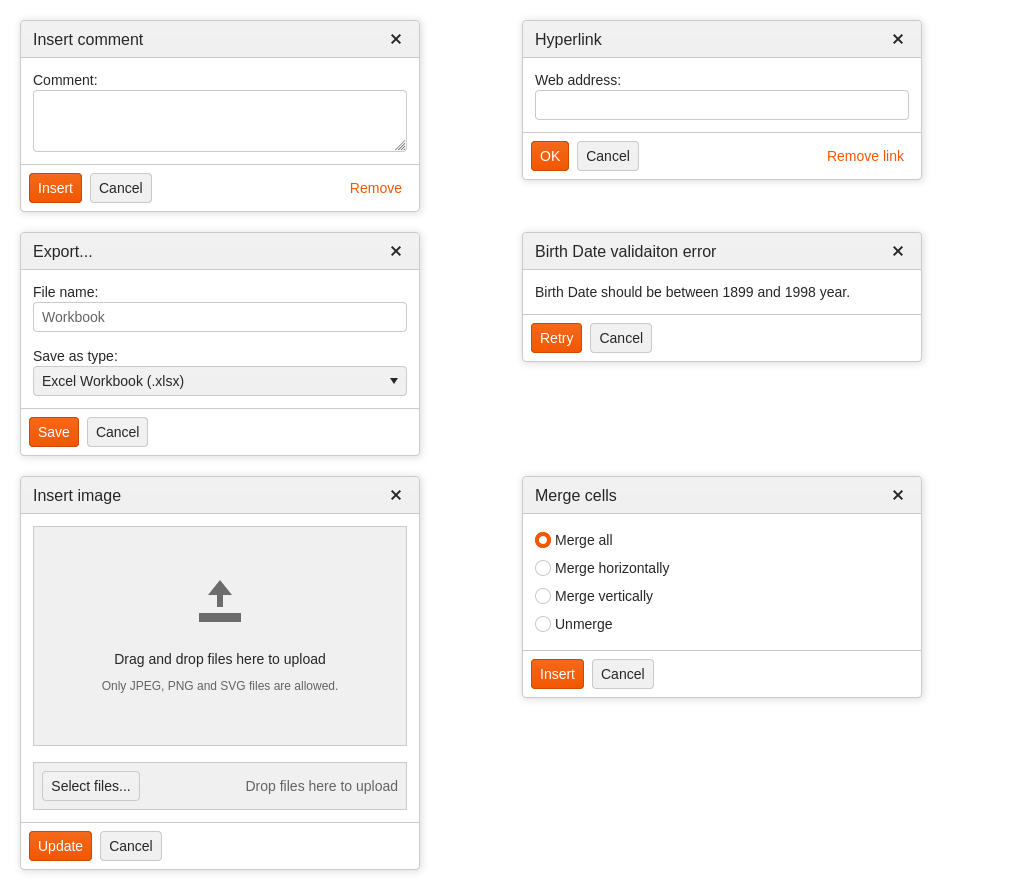 Insert comment
Comment:
Insert Cancel Remove
Hyperlink
Web address:
OK Cancel Remove link
Export...
File name:
Workbook
Save as type:
Excel Workbook (.xlsx)
Save Cancel
Birth Date validaiton error
Birth Date should be between 1899 and 1998 year.
Retry Cancel
Insert image
Drag and drop files here to upload
Only JPEG, PNG and SVG files are allowed.
Select files... Drop files here to upload
Update Cancel
Merge cells
Merge all
Merge horizontally
Merge vertically
Unmerge
Insert Cancel